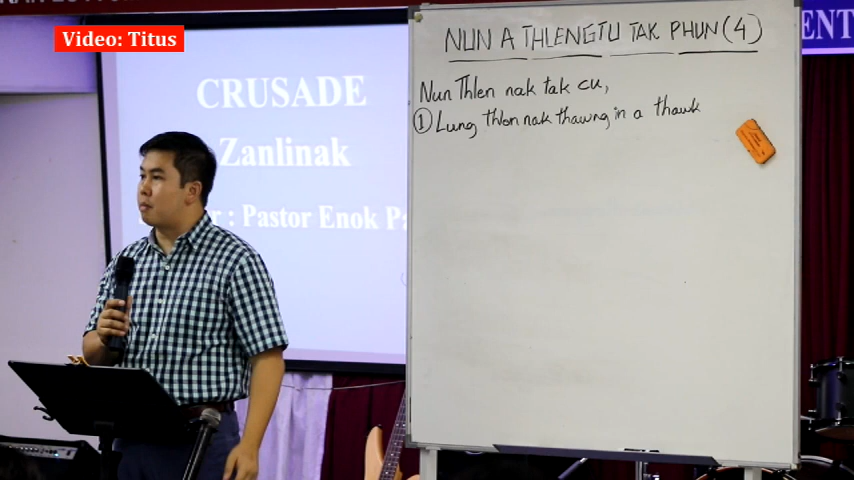 Video: Titus
CRUSADE
Zanlinak
: Pastor Enok
NUN A THLENGTU TAK PHUN (4)
Nun Thlen nak tak cu,
① Lung thlon nak thawng in a thawk